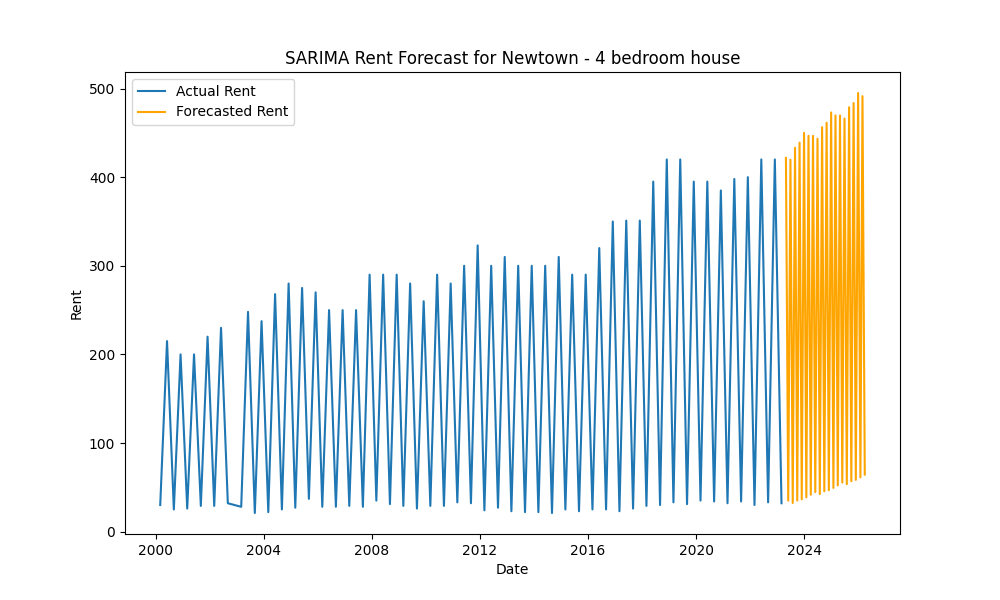 SARIMA Rent Forecast for Newtown - 4 bedroom house
Actual Rent
Forecasted Rent
500
400
300
200
100
0
Rent
2000 2004 2008 2012 2016 2020 2024
Date